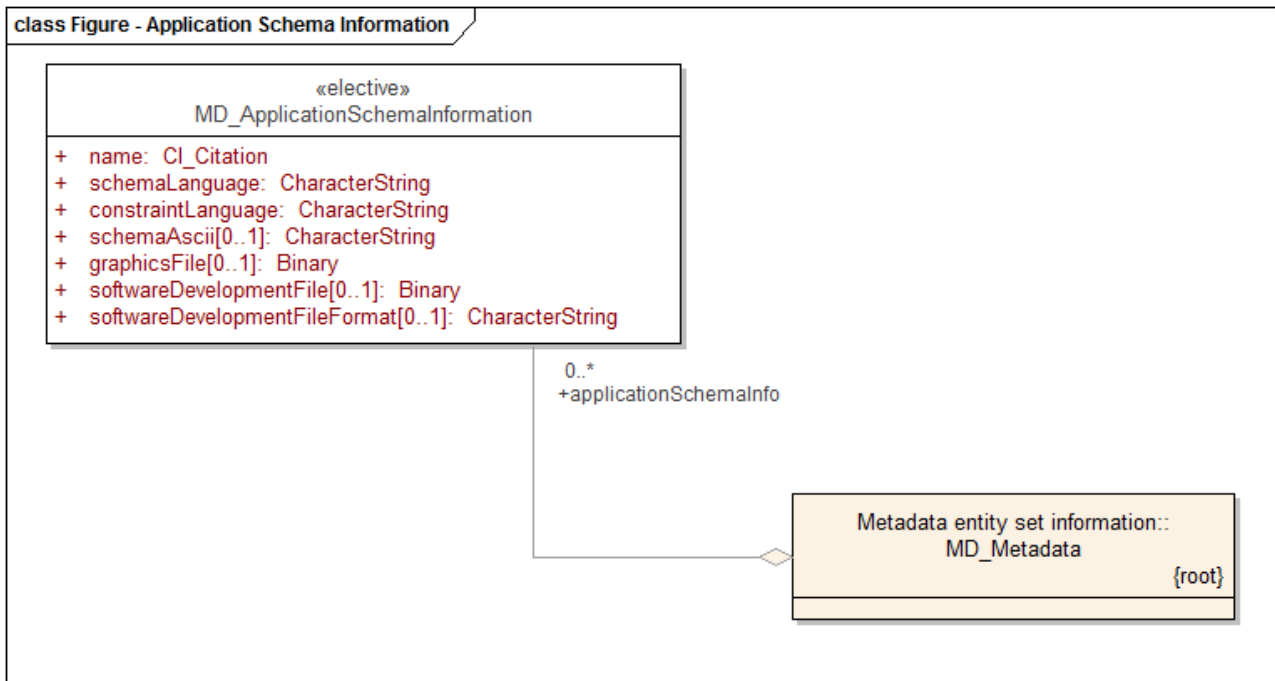 class Figure - Application Schema Information
«elective»
MD_ApplicationSchemaInformation
+ name: CI_Citation
+ schemaLanguage: CharacterString
+ constraintLanguage: CharacterString
+ schemaAscii[0..1]: CharacterString
+ graphicsFile[0..1]: Binary
+ softwareDevelopmentFile[0..1]: Binary
+ softwareDevelopmentFileFormat[0..1]: CharacterString
0..*
+applicationSchemaInfo
Metadata entity set information::
MD_Metadata
{root}